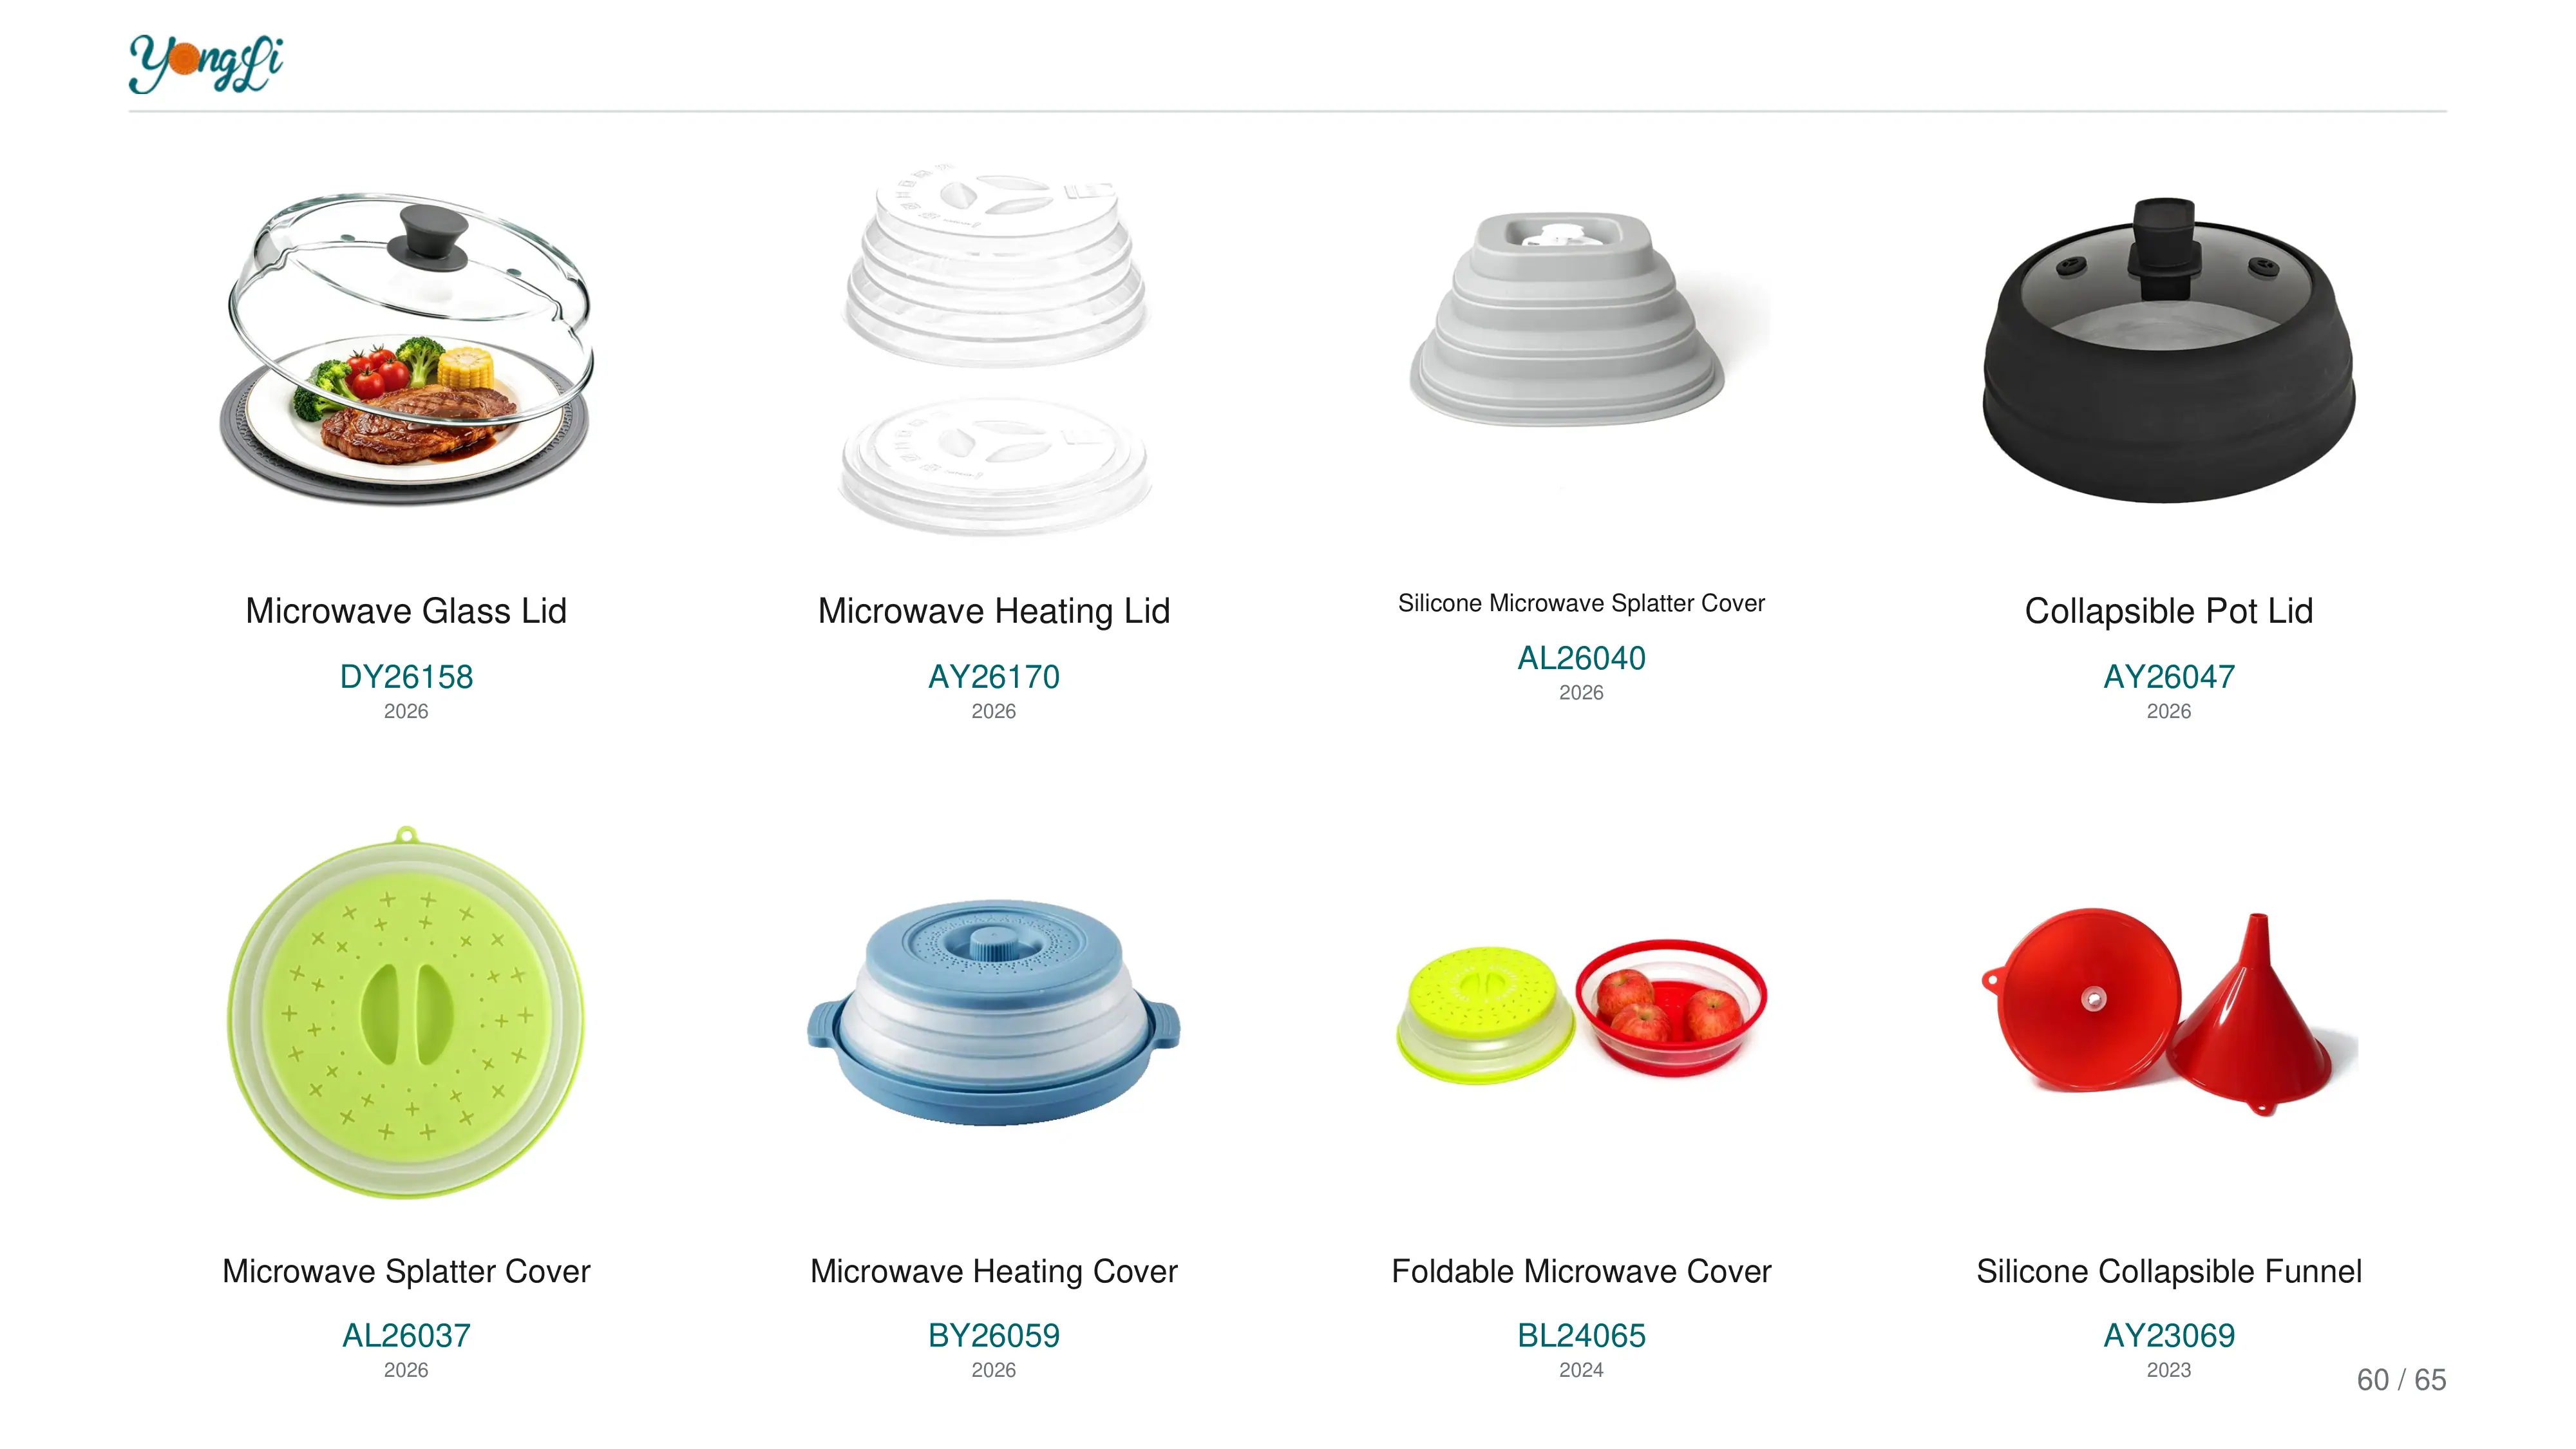 YongLi
Microwave Glass Lid
DY26158
2026
Microwave Heating Lid
AY26170
2026
Silicone Microwave Splatter Cover
AL26040
2026
Collapsible Pot Lid
AY26047
2026
Microwave Splatter Cover
AL26037
2026
Microwave Heating Cover
BY26059
2026
Foldable Microwave Cover
BL24065
2024
Silicone Collapsible Funnel
AY23069
2023
60 / 65